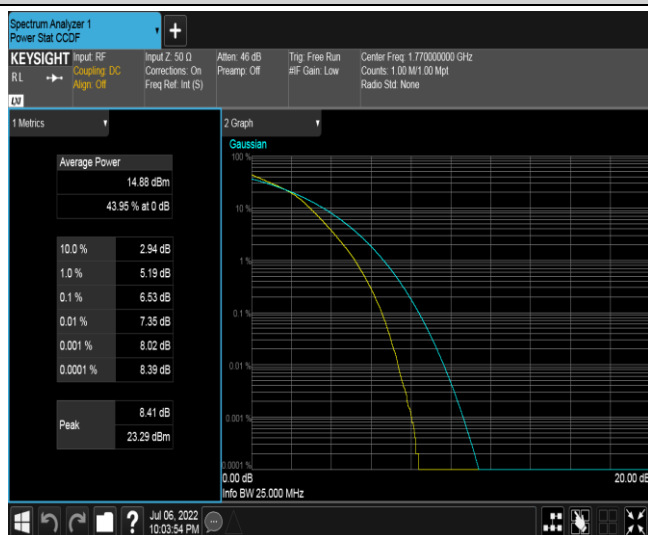 Spectrum Analyzer 1
Power Stat CCDF
+
KEYSIGHT
R L
LXI
Input: RF
Coupling: DC
Align: Off
Input Z: 50 Ω
Corrections: On
Freq Ref: Int (S)
Atten: 46 dB
Preamp: Off
Trig: Free Run
#IF Gain: Low
Center Freq: 1.770000000 GHz
Counts: 1.00 M/1.00 Mpt
Radio Std: None
1 Metrics
Average Power
14.88 dBm
43.95 % at 0 dB
10.0 % 2.94 dB
1.0 % 5.19 dB
0.1 % 6.53 dB
0.01 % 7.35 dB
0.001 % 8.02 dB
0.0001 % 8.39 dB
Peak
8.41 dB
23.29 dBm
2 Graph
Gaussian
100 %
10 %
1 %
0.1 %
0.01 %
0.001 %
0.0001 %
0.00 dB
20.00 dB
Info BW 25.000 MHz
?
Jul 06, 2022
10:03:54 PM